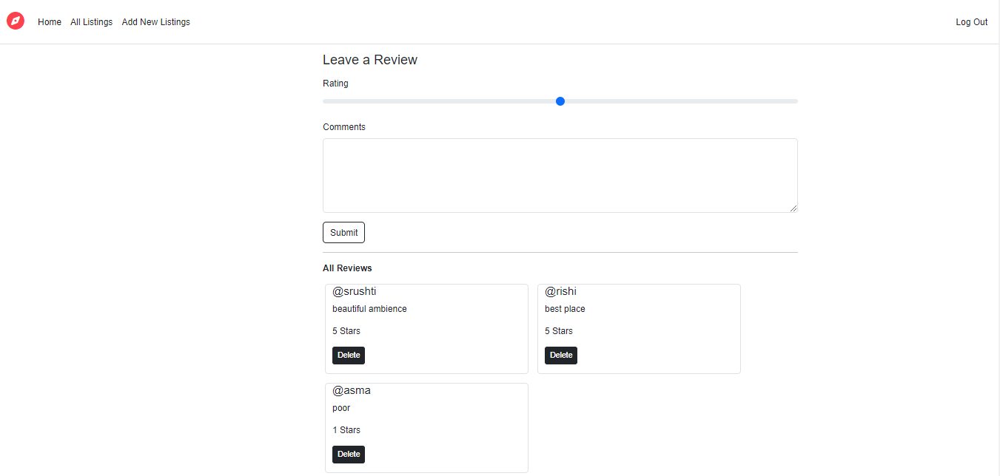 Home All Listings Add New Listings Log Out
Leave a Review
Rating
Comments
Submit
All Reviews
@srushti
beautiful ambience
5 Stars
Delete
@rishi
best place
5 Stars
Delete
@asma
poor
1 Stars
Delete